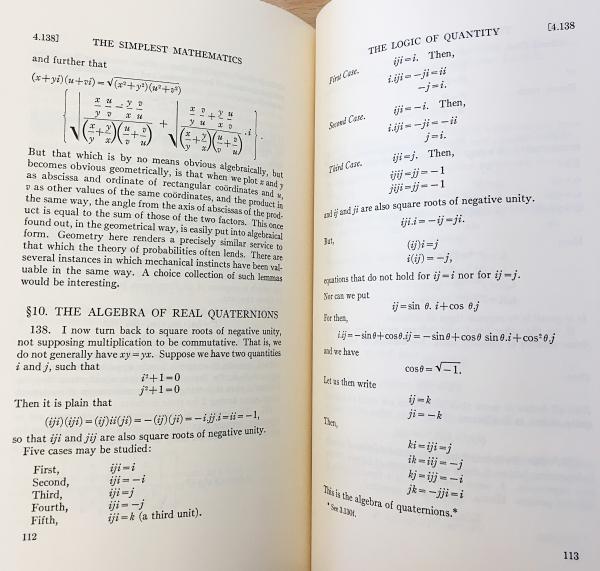 4.138]
THE SIMPLEST MATHEMATICS
and further that
(x+yi)(u+vi)=√(x²+y²)(u²+v²)
{ √( (x/y · u/v − y/x · v/u) / ((x/y + y/x)(u/v + v/u)) ) + √( (x/y · v/u + y/x · u/v) / ((x/y + y/x)(u/v + v/u)) ) .i }.
But that which is by no means obvious algebraically, but
becomes obvious geometrically, is that when we plot x and y
as abscissa and ordinate of rectangular coördinates and u,
v as other values of the same coördinates, and the product in
the same way, the angle from the axis of abscissas of the prod-
uct is equal to the sum of those of the two factors. This once
found out, in the geometrical way, is easily put into algebraical
form. Geometry here renders a precisely similar service to
that which the theory of probabilities often lends. There are
several instances in which mechanical instincts have been val-
uable in the same way. A choice collection of such lemmas
would be interesting.
§10. THE ALGEBRA OF REAL QUATERNIONS
138. I now turn back to square roots of negative unity,
not supposing multiplication to be commutative. That is, we
do not generally have xy=yx. Suppose we have two quantities
i and j, such that
i²+1=0
j²+1=0
Then it is plain that
(iji)(iji)=(ij)ii(ji)=−(ij)(ji)=−i.jj.i=ii=−1,
so that iji and jij are also square roots of negative unity.
Five cases may be studied:
First, iji=i
Second, iji=−i
Third, iji=j
Fourth, iji=−j
Fifth, iji=k (a third unit).
112
THE LOGIC OF QUANTITY
[4.138
First Case. iji=i. Then,
i.iji=−ji=ii
−j=i.
Second Case. iji=−i. Then,
i.iji=−ji=−ii
j=i.
Third Case. iji=j. Then,
ijij=jj=−1
jiji=jj=−1
and ij and ji are also square roots of negative unity.
iji.i=−ij=ji.
But, (ij)i=j
i(ij)=−j,
equations that do not hold for ij=i nor for ij=j.
Nor can we put
ij=sin θ. i+cos θ.j
For then,
i.ij=−sinθ+cosθ.ij=−sinθ+cosθ sinθ.i+cos²θ.j
and we have
cosθ=√−1.
Let us then write
ij=k
ji=−k
Then,
ki=iji=j
ik=iij=−j
kj=ijj=−i
jk=−jji=i
This is the algebra of quaternions.*
* See 3.130f.
113